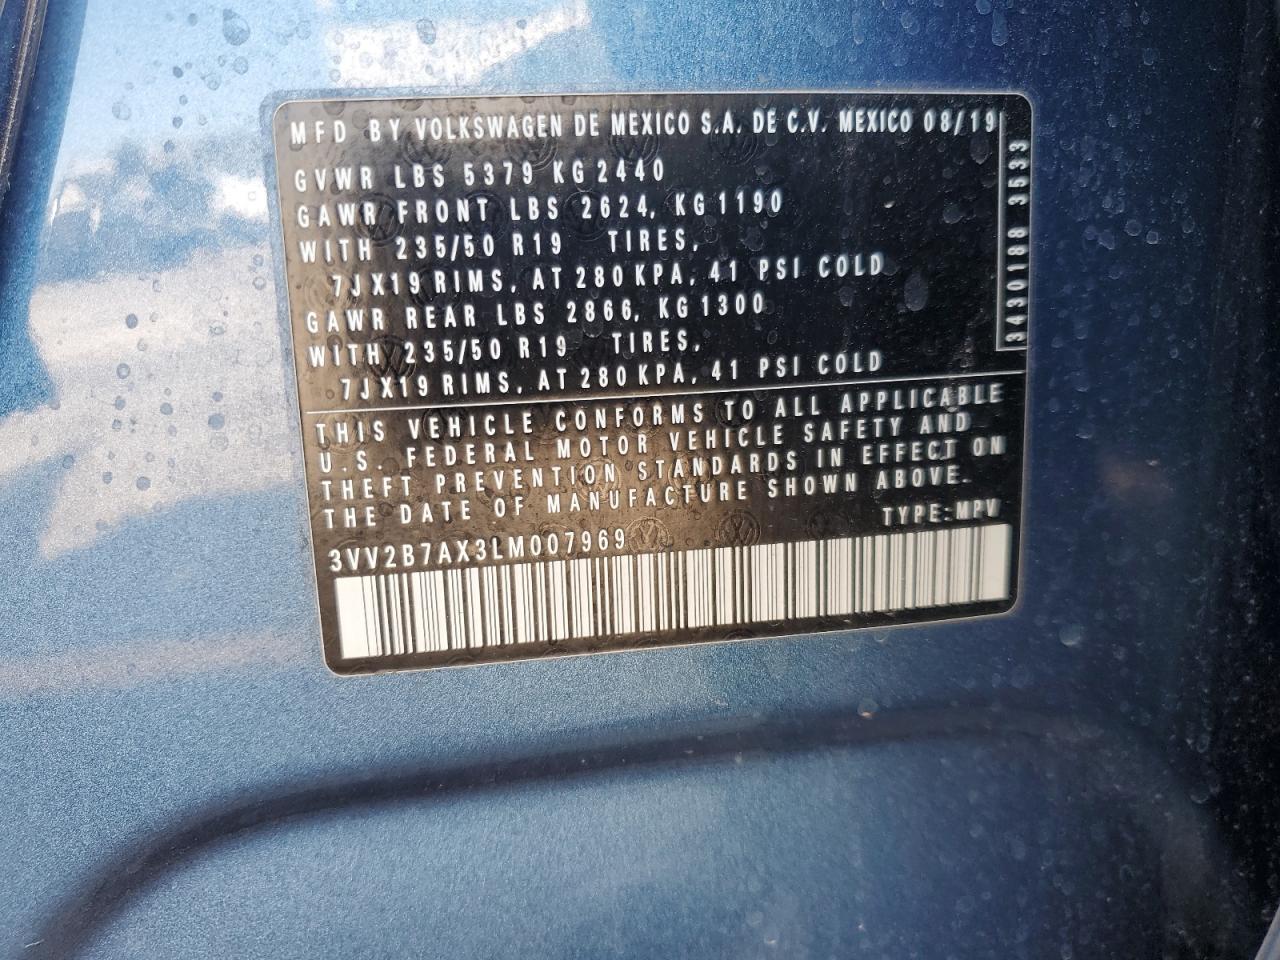 MFD BY VOLKSWAGEN DE MEXICO S.A. DE C.V. MEXICO 08/19
GVWR LBS 5379 KG 2440
GAWR FRONT LBS 2624, KG 1190
WITH 235/50 R19 TIRES,
7J X19 RIMS, AT 280 KPA, 41 PSI COLD
GAWR REAR LBS 2866, KG 1300
WITH 235/50 R19 TIRES,
7JX19 RIMS, AT 280 KPA, 41 PSI COLD
3430188 3533
THIS VEHICLE CONFORMS TO ALL APPLICABLE
U.S. FEDERAL MOTOR VEHICLE SAFETY AND
THEFT PREVENTION STANDARDS IN EFFECT ON
THE DATE OF MANUFACTURE SHOWN ABOVE.
TYPE: MPV
3VV2B7AX3LM007969